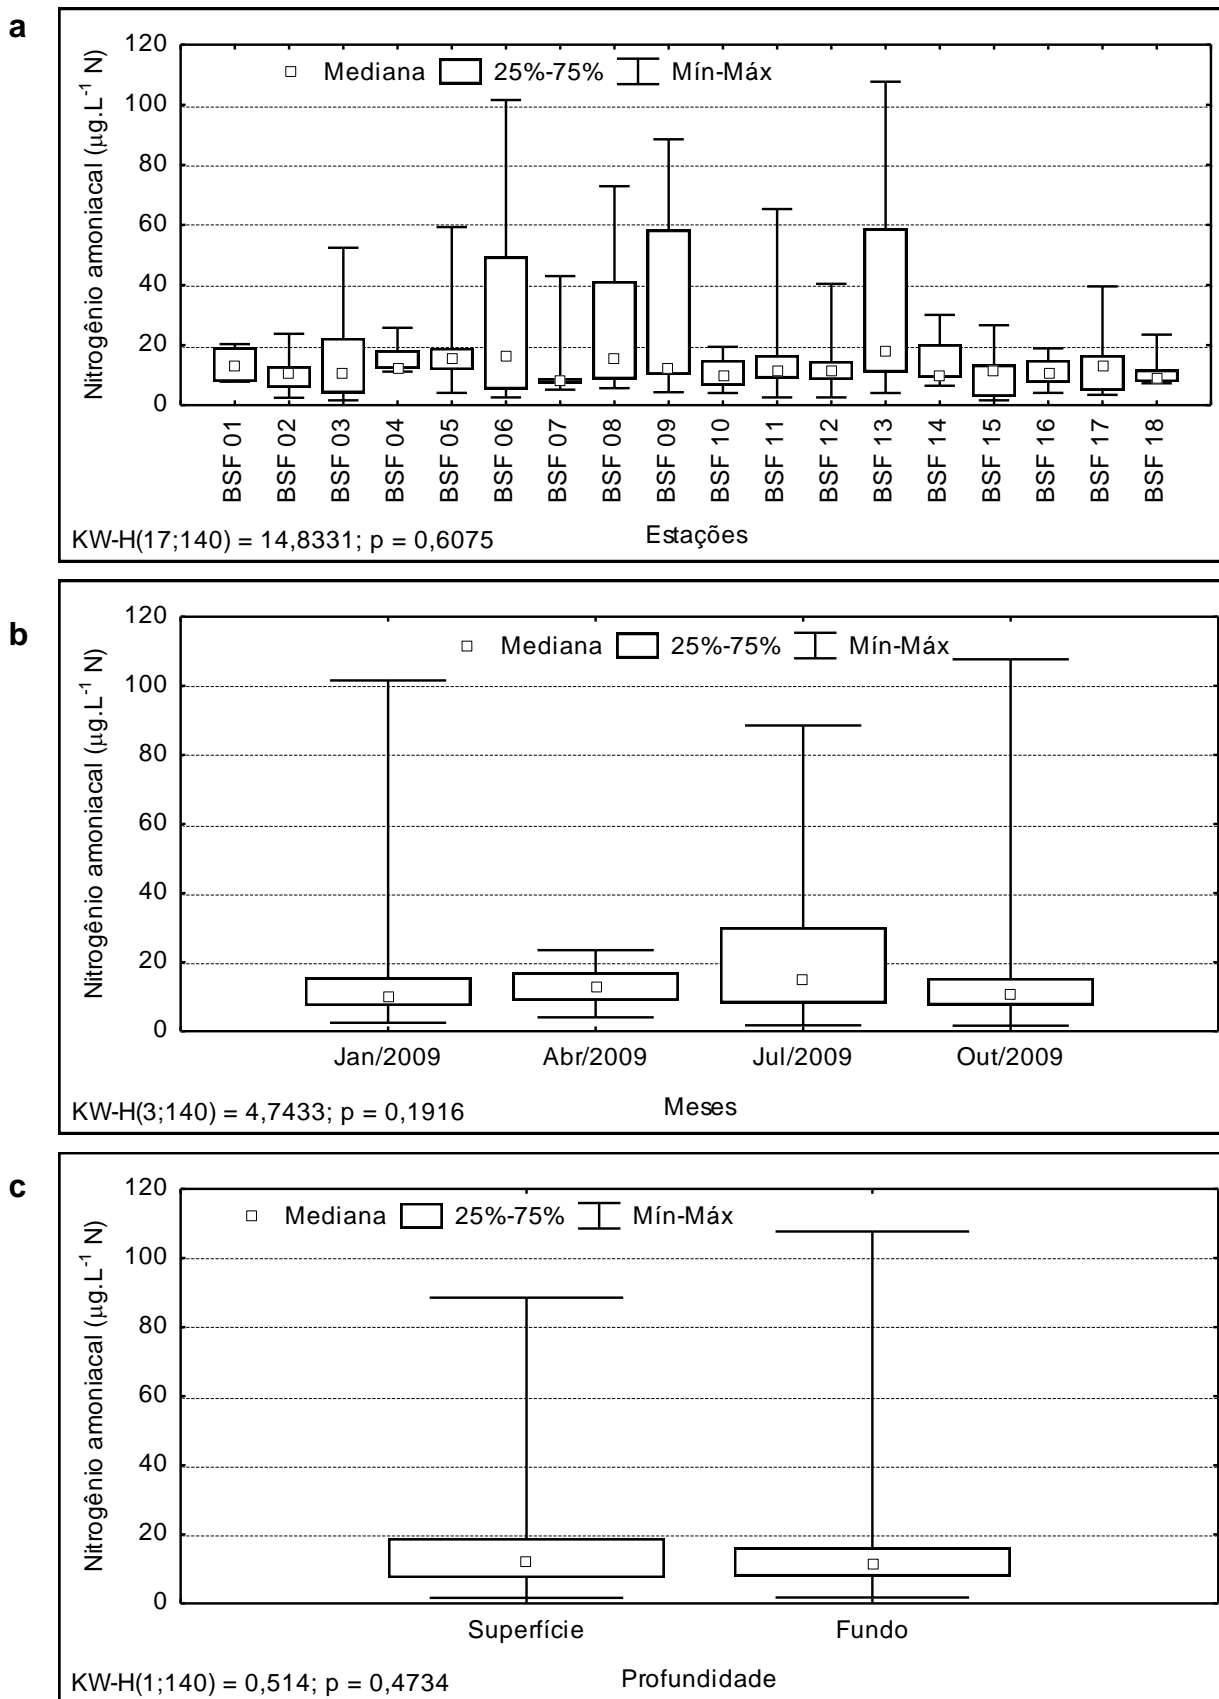 a
120
100
80
60
40
20
0
Nitrogênio amoniacal (µg.L⁻¹ N)
Mediana 25%-75% Mín-Máx
BSF 01
BSF 02
BSF 03
BSF 04
BSF 05
BSF 06
BSF 07
BSF 08
BSF 09
BSF 10
BSF 11
BSF 12
BSF 13
BSF 14
BSF 15
BSF 16
BSF 17
BSF 18
Estações
KW-H(17;140) = 14,8331; p = 0,6075
b
120
100
80
60
40
20
0
Nitrogênio amoniacal (µg.L⁻¹ N)
Mediana 25%-75% Mín-Máx
Jan/2009 Abr/2009 Jul/2009 Out/2009
Meses
KW-H(3;140) = 4,7433; p = 0,1916
c
120
100
80
60
40
20
0
Nitrogênio amoniacal (µg.L⁻¹ N)
Mediana 25%-75% Mín-Máx
Superfície Fundo
Profundidade
KW-H(1;140) = 0,514; p = 0,4734